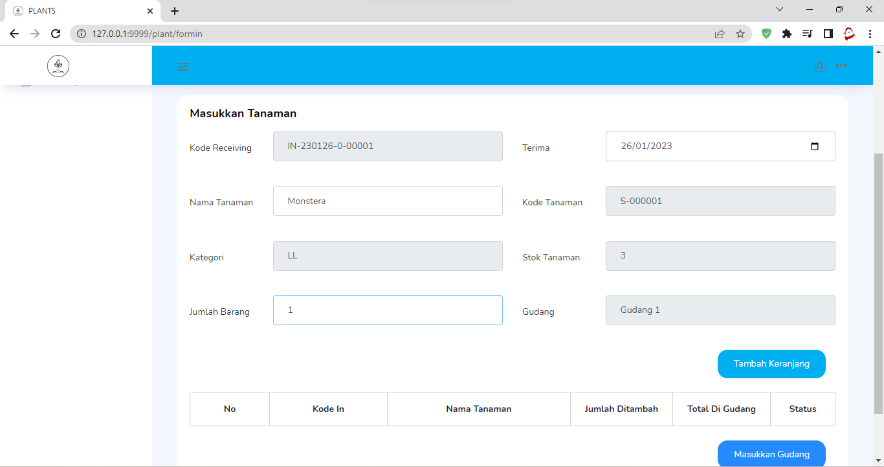 PLANTS
127.0.0.1:9999/plant/formin
Masukkan Tanaman
Kode Receiving IN-230126-0-00001 Terima 26/01/2023
Nama Tanaman Monstera Kode Tanaman S-000001
Kategori LL Stok Tanaman 3
Jumlah Barang 1 Gudang Gudang 1
Tambah Keranjang
No Kode In Nama Tanaman Jumlah Ditambah Total Di Gudang Status
Masukkan Gudang